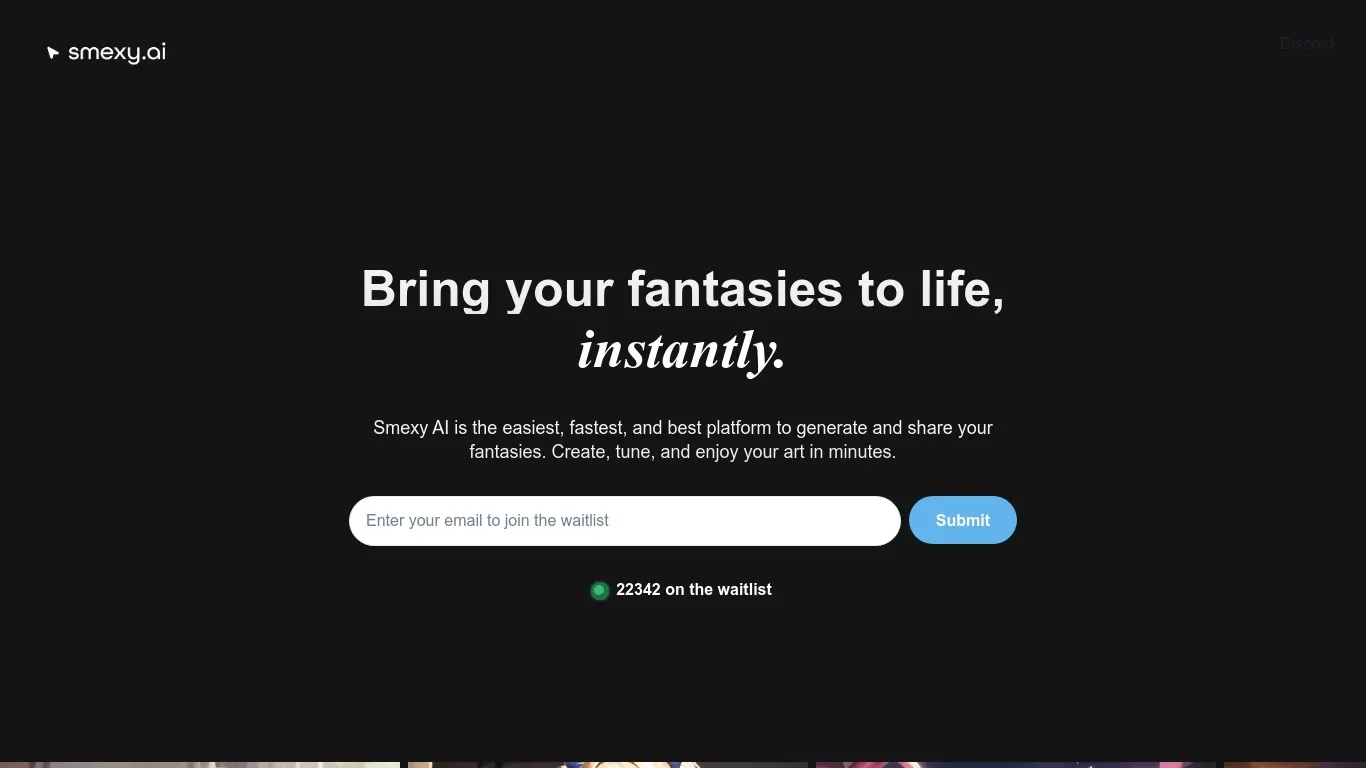 smexy.ai
Discord
Bring your fantasies to life,
instantly.
Smexy AI is the easiest, fastest, and best platform to generate and share your
fantasies. Create, tune, and enjoy your art in minutes.
Enter your email to join the waitlist
Submit
22342 on the waitlist